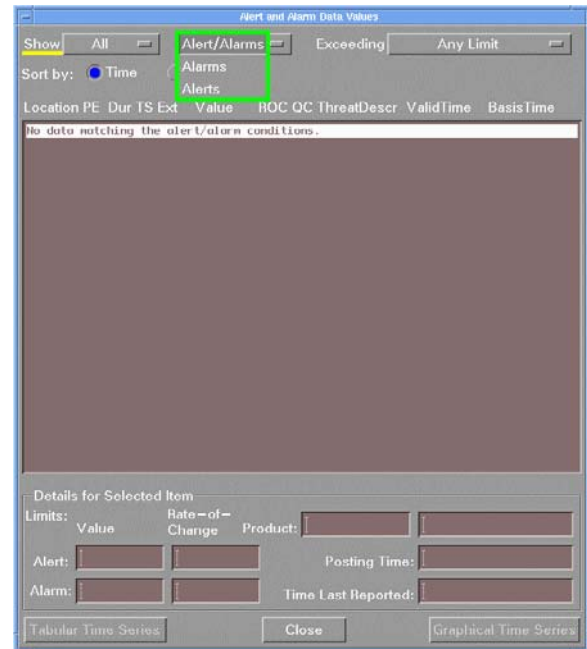 Alert and Alarm Data Values
Show All Alert/Alarms Exceeding Any Limit
Sort by: Time Alarms
Alerts
Location PE Dur TS Ext Value ROC QC ThreatDescr ValidTime BasisTime
No data matching the alert/alarm conditions.
Details for Selected Item
Limits: Value Rate-of-Change Product:
Alert: Posting Time:
Alarm: Time Last Reported:
Tabular Time Series Close Graphical Time Series